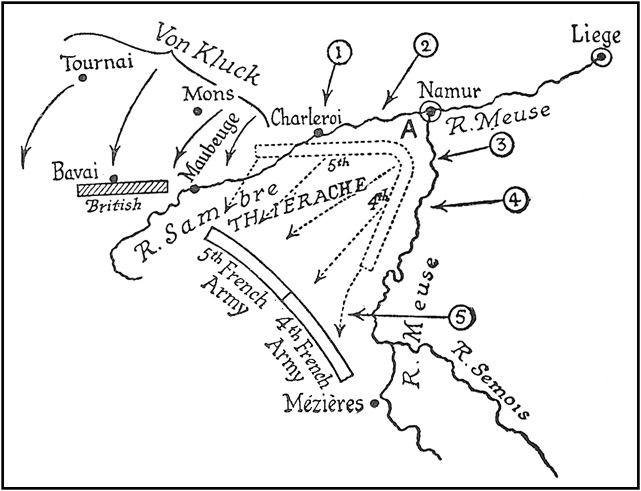 Von Kluck
1
2
Liege
Tournai
Mons
Charleroi
Namur
A
R. Meuse
Maubeuge
3
Bavai
British
5th
4th
THIERACHE
R. Sambre
4
5th French
Army
4th French
Army
R. Meuse
5
R. Semois
Mézières